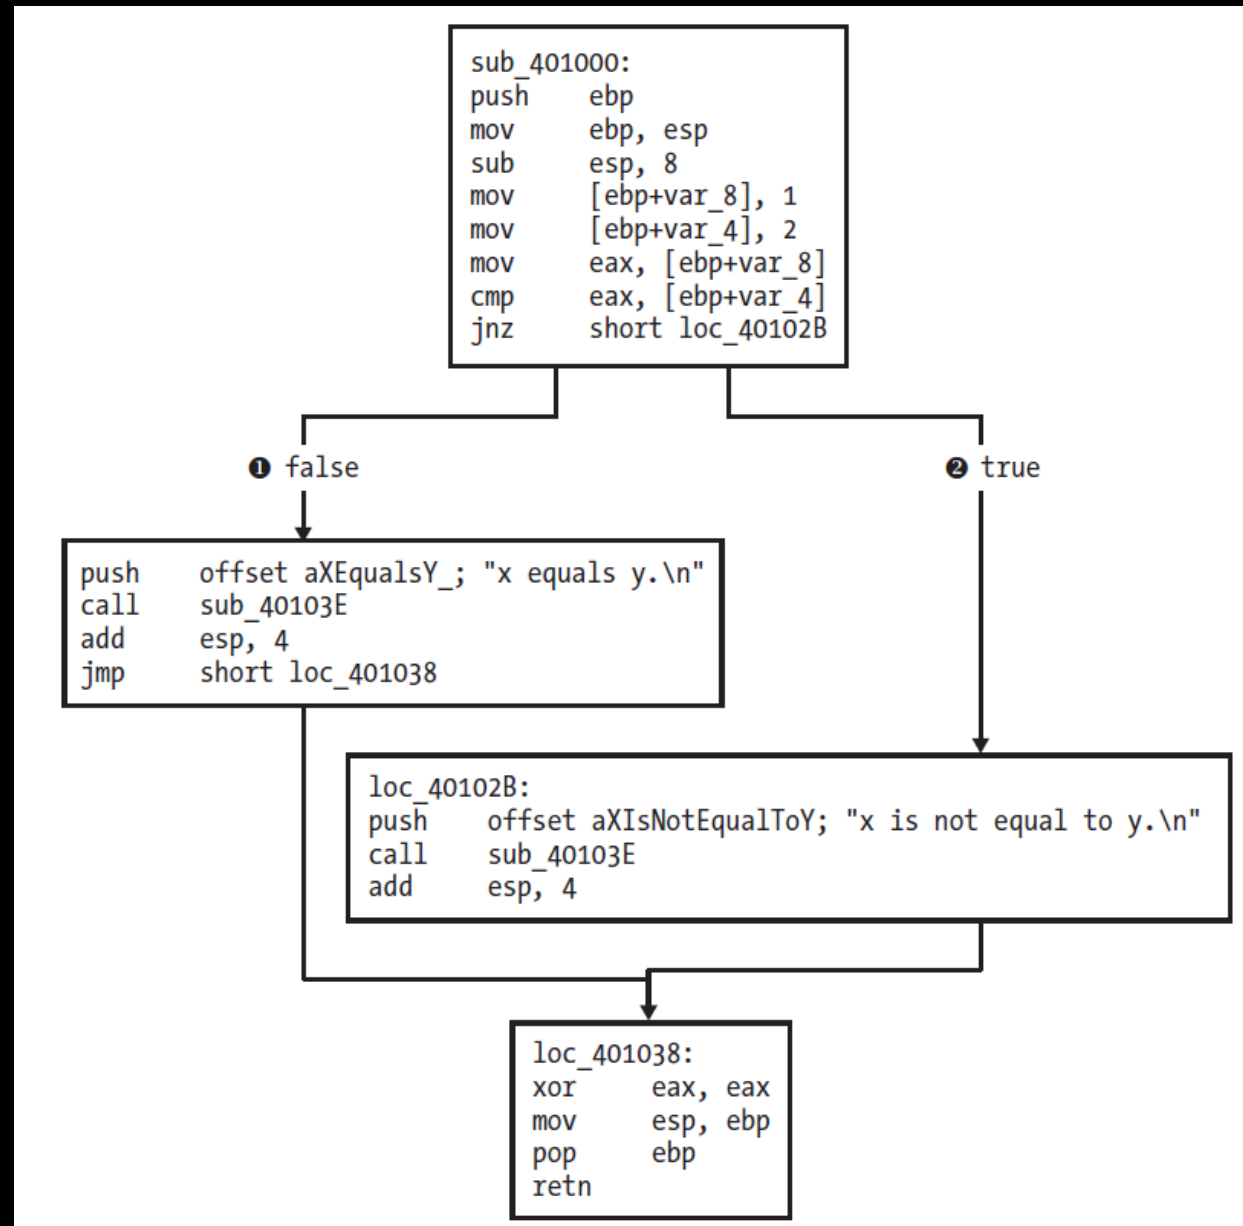 sub_401000:
push ebp
mov ebp, esp
sub esp, 8
mov [ebp+var_8], 1
mov [ebp+var_4], 2
mov eax, [ebp+var_8]
cmp eax, [ebp+var_4]
jnz short loc_40102B
❶ false
❷ true
push offset aXEqualsY_; "x equals y.\n"
call sub_40103E
add esp, 4
jmp short loc_401038
loc_40102B:
push offset aXIsNotEqualToY; "x is not equal to y.\n"
call sub_40103E
add esp, 4
loc_401038:
xor eax, eax
mov esp, ebp
pop ebp
retn